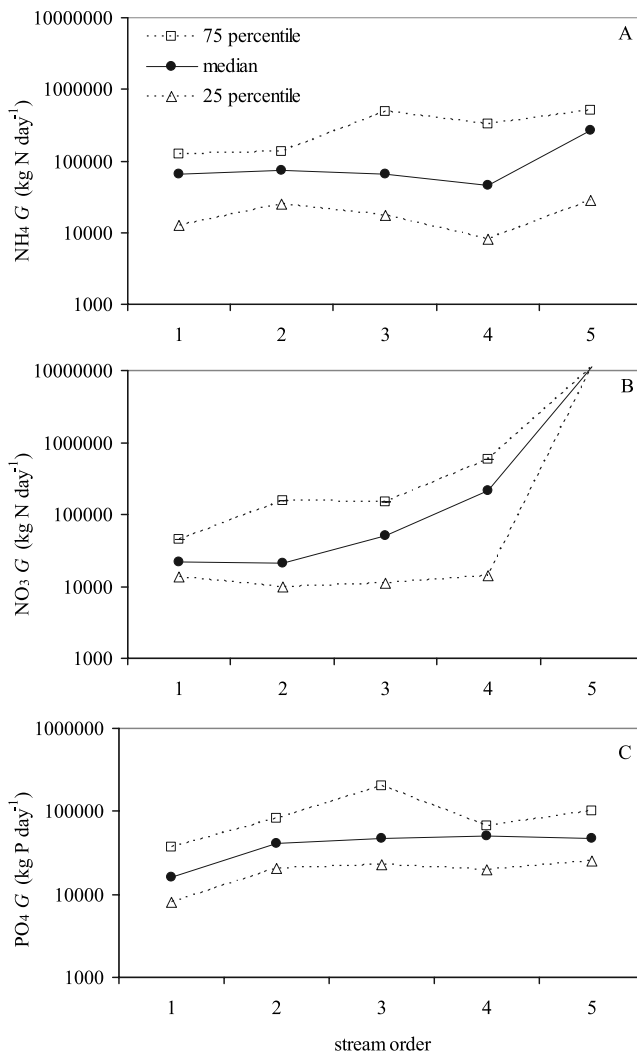 10000000
A
75 percentile
median
25 percentile
1000000
100000
10000
1000
NH4 G (kg N day-1)
1 2 3 4 5
10000000
B
1000000
100000
10000
1000
NO3 G (kg N day-1)
1 2 3 4 5
1000000
C
100000
10000
1000
PO4 G (kg P day-1)
1 2 3 4 5
stream order